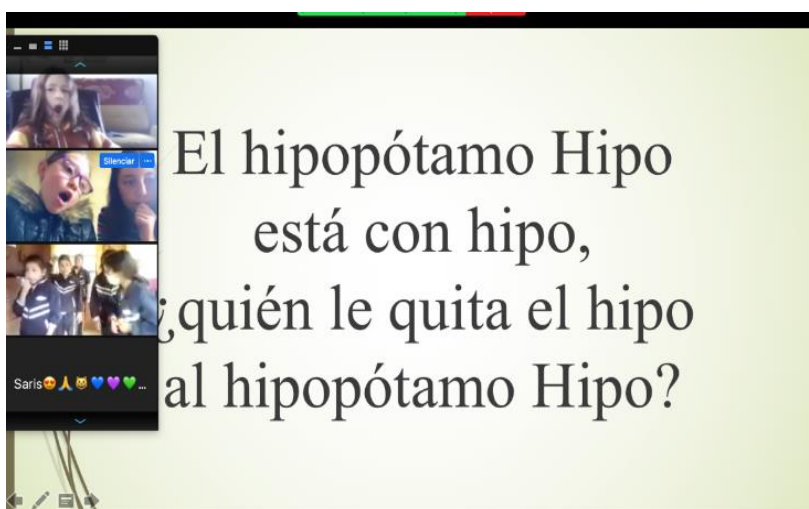 Silenciar
El hipopótamo Hipo
está con hipo,
¿quién le quita el hipo
al hipopótamo Hipo?
Saris😍🙏😸💙💜💚...